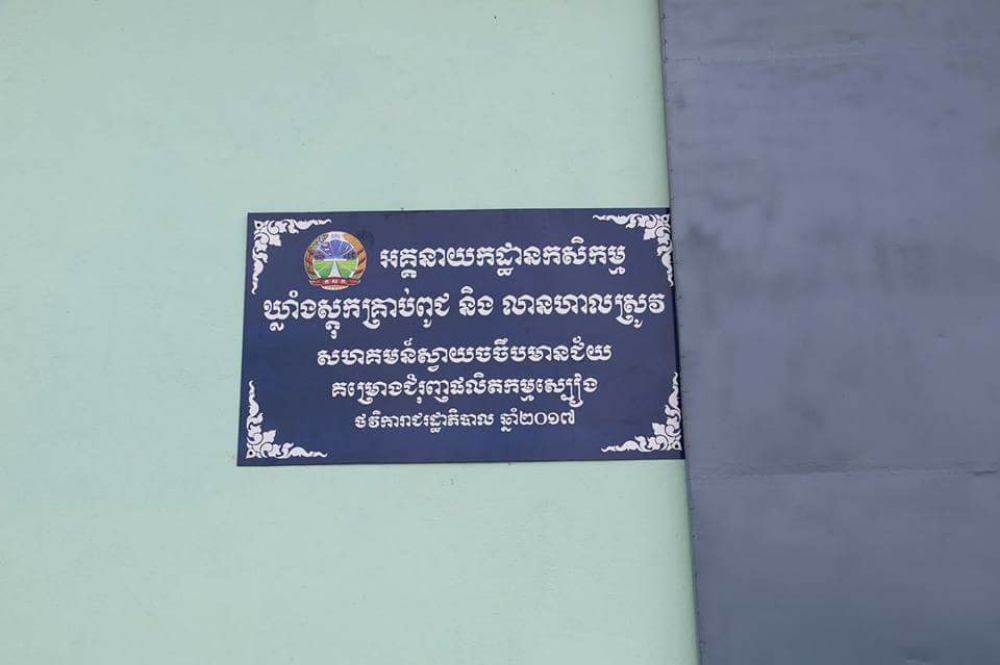 អគ្គនាយកដ្ឋានកសិកម្ម
ឃ្លាំងស្តុកគ្រាប់ពូជ និង លានហាលស្រូវ
សហគមន៍ស្វាយចចឹបមានជ័យ
គម្រោងជំរុញផលិតកម្មស្បៀង
ថវិការាជរដ្ឋាភិបាល ឆ្នាំ២០១៧